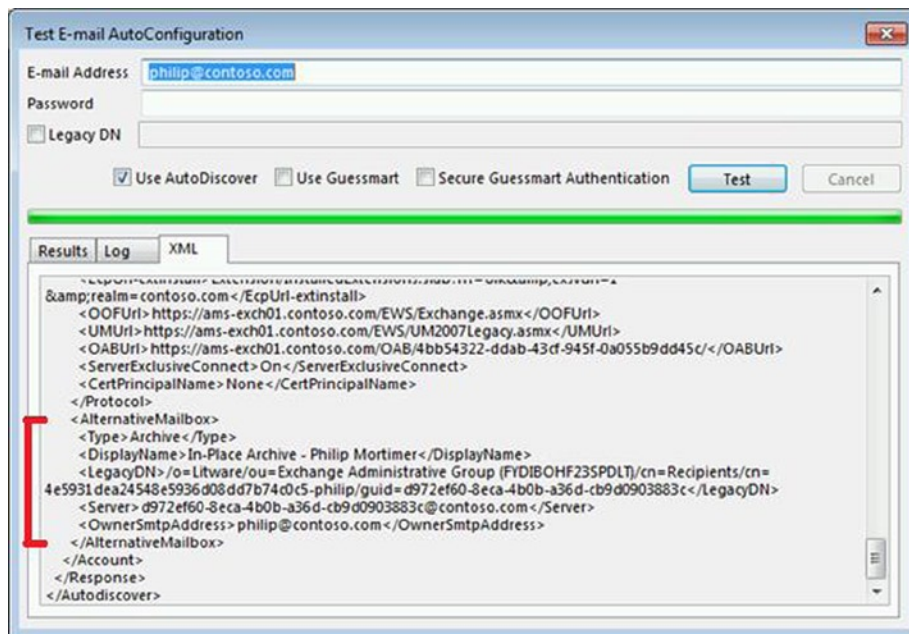 Test E-mail AutoConfiguration
E-mail Address philip@contoso.com
Password
Legacy DN
Use AutoDiscover Use Guessmart Secure Guessmart Authentication Test Cancel
Results Log XML
&amp;realm=contoso.com</EcpUrl-extinstall>
<OOFUrl>https://ams-exch01.contoso.com/EWS/Exchange.asmx</OOFUrl>
<UMUrl>https://ams-exch01.contoso.com/EWS/UM2007Legacy.asmx</UMUrl>
<OABUrl>https://ams-exch01.contoso.com/OAB/4bb54322-ddab-43cf-945f-0a055b9dd45c/</OABUrl>
<ServerExclusiveConnect>On</ServerExclusiveConnect>
<CertPrincipalName>None</CertPrincipalName>
</Protocol>
<AlternativeMailbox>
<Type>Archive</Type>
<DisplayName>In-Place Archive - Philip Mortimer</DisplayName>
<LegacyDN>/o=Litware/ou=Exchange Administrative Group (FYDIBOHF23SPDLT)/cn=Recipients/cn=
4e5931dea24548e5936d08dd7b74c0c5-philip/guid=d972ef60-8eca-4b0b-a36d-cb9d0903883c</LegacyDN>
<Server>d972ef60-8eca-4b0b-a36d-cb9d0903883c@contoso.com</Server>
<OwnerSmtpAddress>philip@contoso.com</OwnerSmtpAddress>
</AlternativeMailbox>
</Account>
</Response>
</Autodiscover>